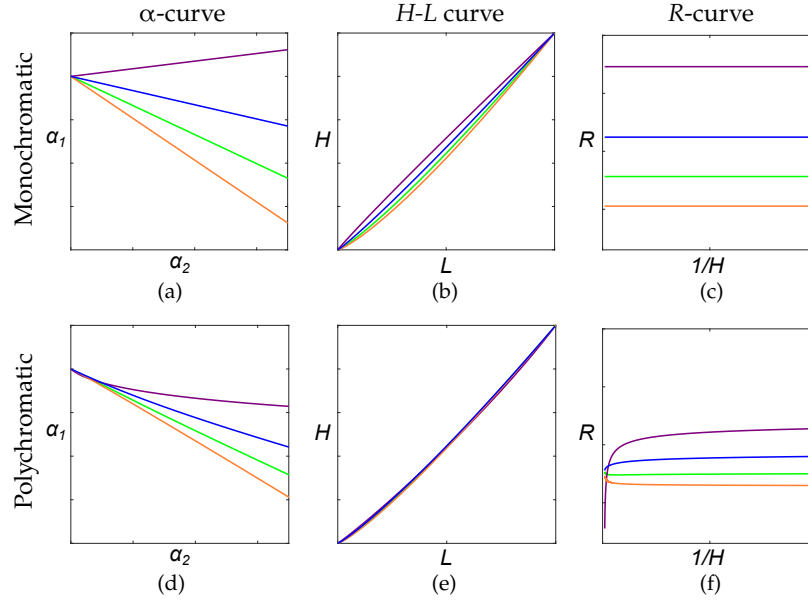 α-curve H-L curve R-curve
Monochromatic
α1 H R
α2 L 1/H
(a) (b) (c)
Polychromatic
α1 H R
α2 L 1/H
(d) (e) (f)